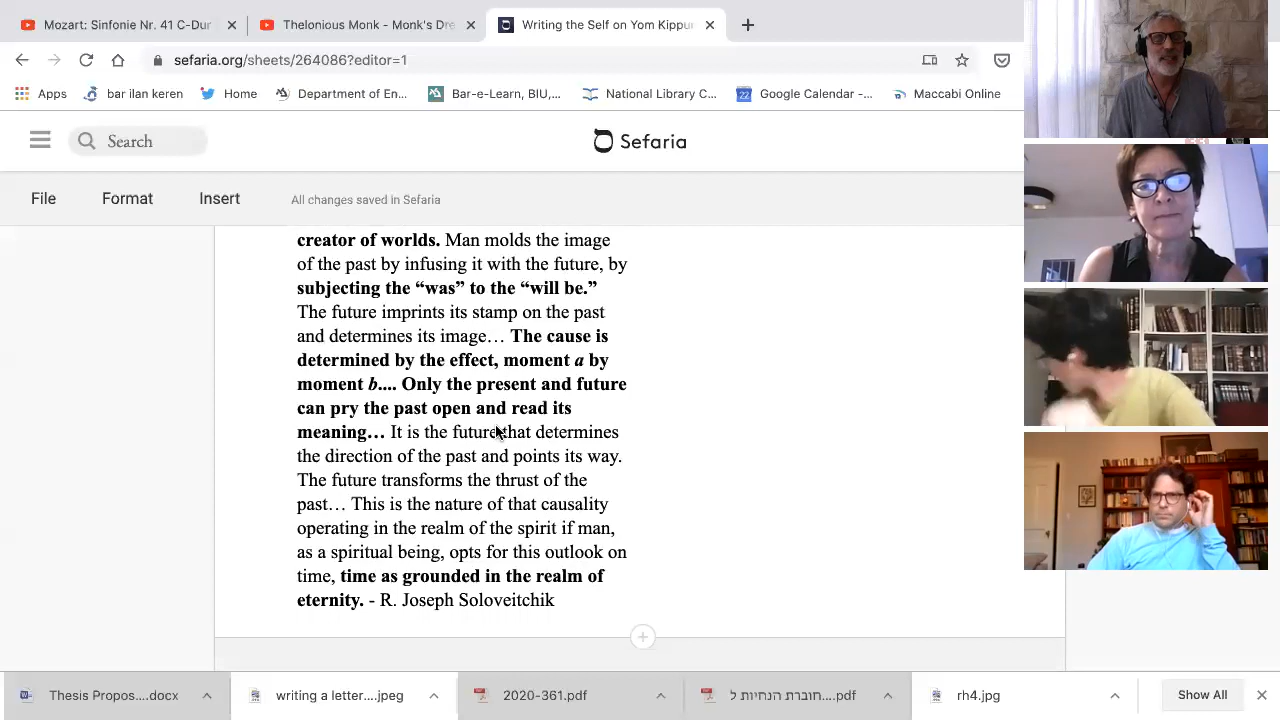 Mozart: Sinfonie Nr. 41 C-Dur
Thelonious Monk - Monk's Dre
Writing the Self on Yom Kippur
sefaria.org/sheets/264086?editor=1
Apps
bar ilan keren
Home
Department of En...
Bar-e-Learn, BIU,...
National Library C...
22
Google Calendar -...
Maccabi Online
Search
Sefaria
File
Format
Insert
All changes saved in Sefaria
creator of worlds. Man molds the image
of the past by infusing it with the future, by
subjecting the “was” to the “will be.”
The future imprints its stamp on the past
and determines its image… The cause is
determined by the effect, moment a by
moment b.... Only the present and future
can pry the past open and read its
meaning… It is the future that determines
the direction of the past and points its way.
The future transforms the thrust of the
past… This is the nature of that causality
operating in the realm of the spirit if man,
as a spiritual being, opts for this outlook on
time, time as grounded in the realm of
eternity. - R. Joseph Soloveitchik
Thesis Propos....docx
writing a letter....jpeg
2020-361.pdf
חוברת הנחיות ל....pdf
rh4.jpg
Show All